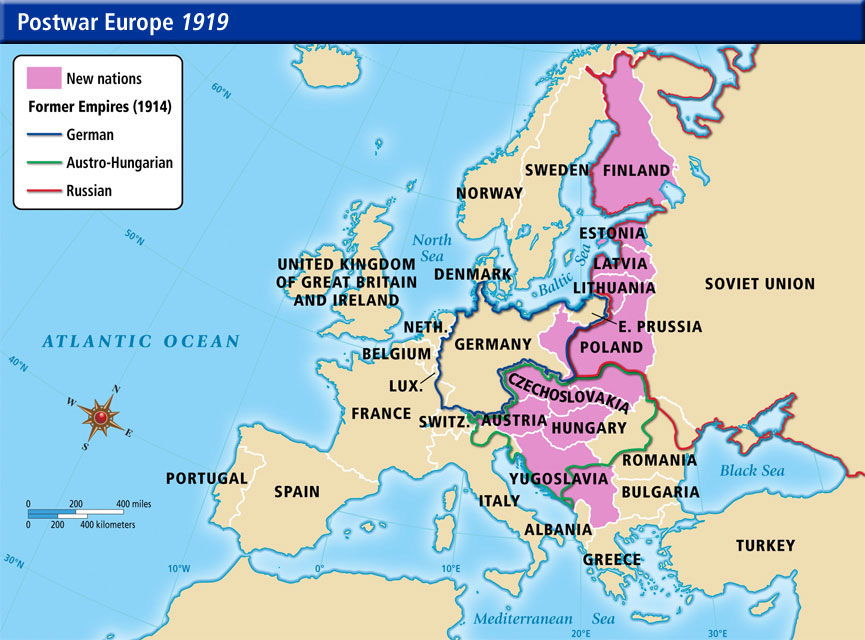 Postwar Europe 1919
New nations
Former Empires (1914)
German
Austro-Hungarian
Russian
60°N
50°N
40°N
30°N
SWEDEN
FINLAND
NORWAY
ESTONIA
North
Sea
Baltic Sea
LATVIA
UNITED KINGDOM
OF GREAT BRITAIN
AND IRELAND
DENMARK
LITHUANIA
SOVIET UNION
NETH.
E. PRUSSIA
ATLANTIC OCEAN
GERMANY
POLAND
BELGIUM
LUX.
CZECHOSLOVAKIA
N
W
E
S
FRANCE
SWITZ.
AUSTRIA
HUNGARY
ROMANIA
Black Sea
PORTUGAL
SPAIN
YUGOSLAVIA
BULGARIA
ITALY
0 200 400 miles
0 200 400 kilometers
ALBANIA
TURKEY
GREECE
10°W
0°
10°E
Mediterranean Sea
20°E
30°E